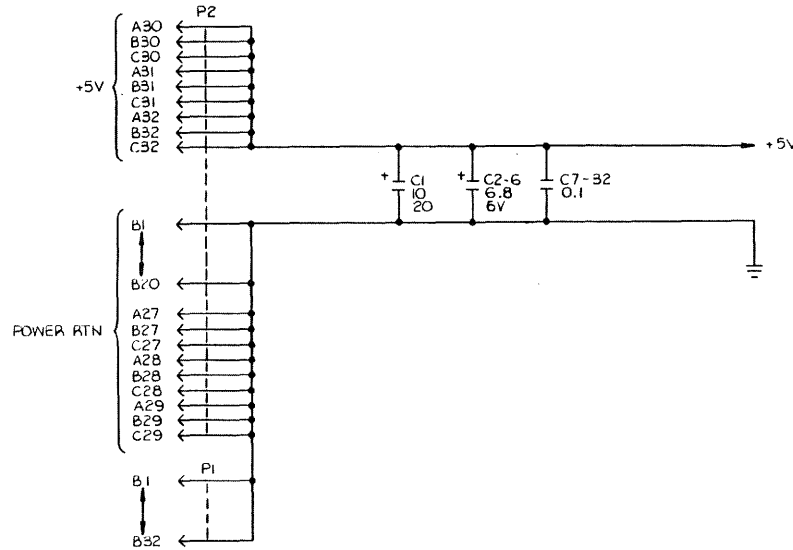 P2
A30
B30
C30
A31
+5V
B31
C31
A32
B32
C32
+5V
+ C1
10
20
+ C2-6
6.8
6V
C7-32
0.1
B1
B20
A27
POWER RTN
B27
C27
A28
B28
C28
A29
B29
C29
P1
B1
B32